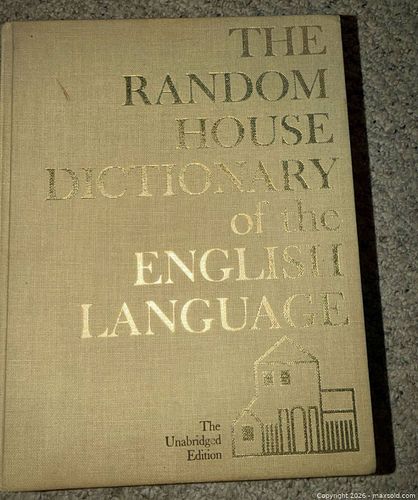 THE
RANDOM
HOUSE
DICTIONARY
of the
ENGLISH
LANGUAGE
The
Unabridged
Edition
Copyright 2026 - maxsold.com